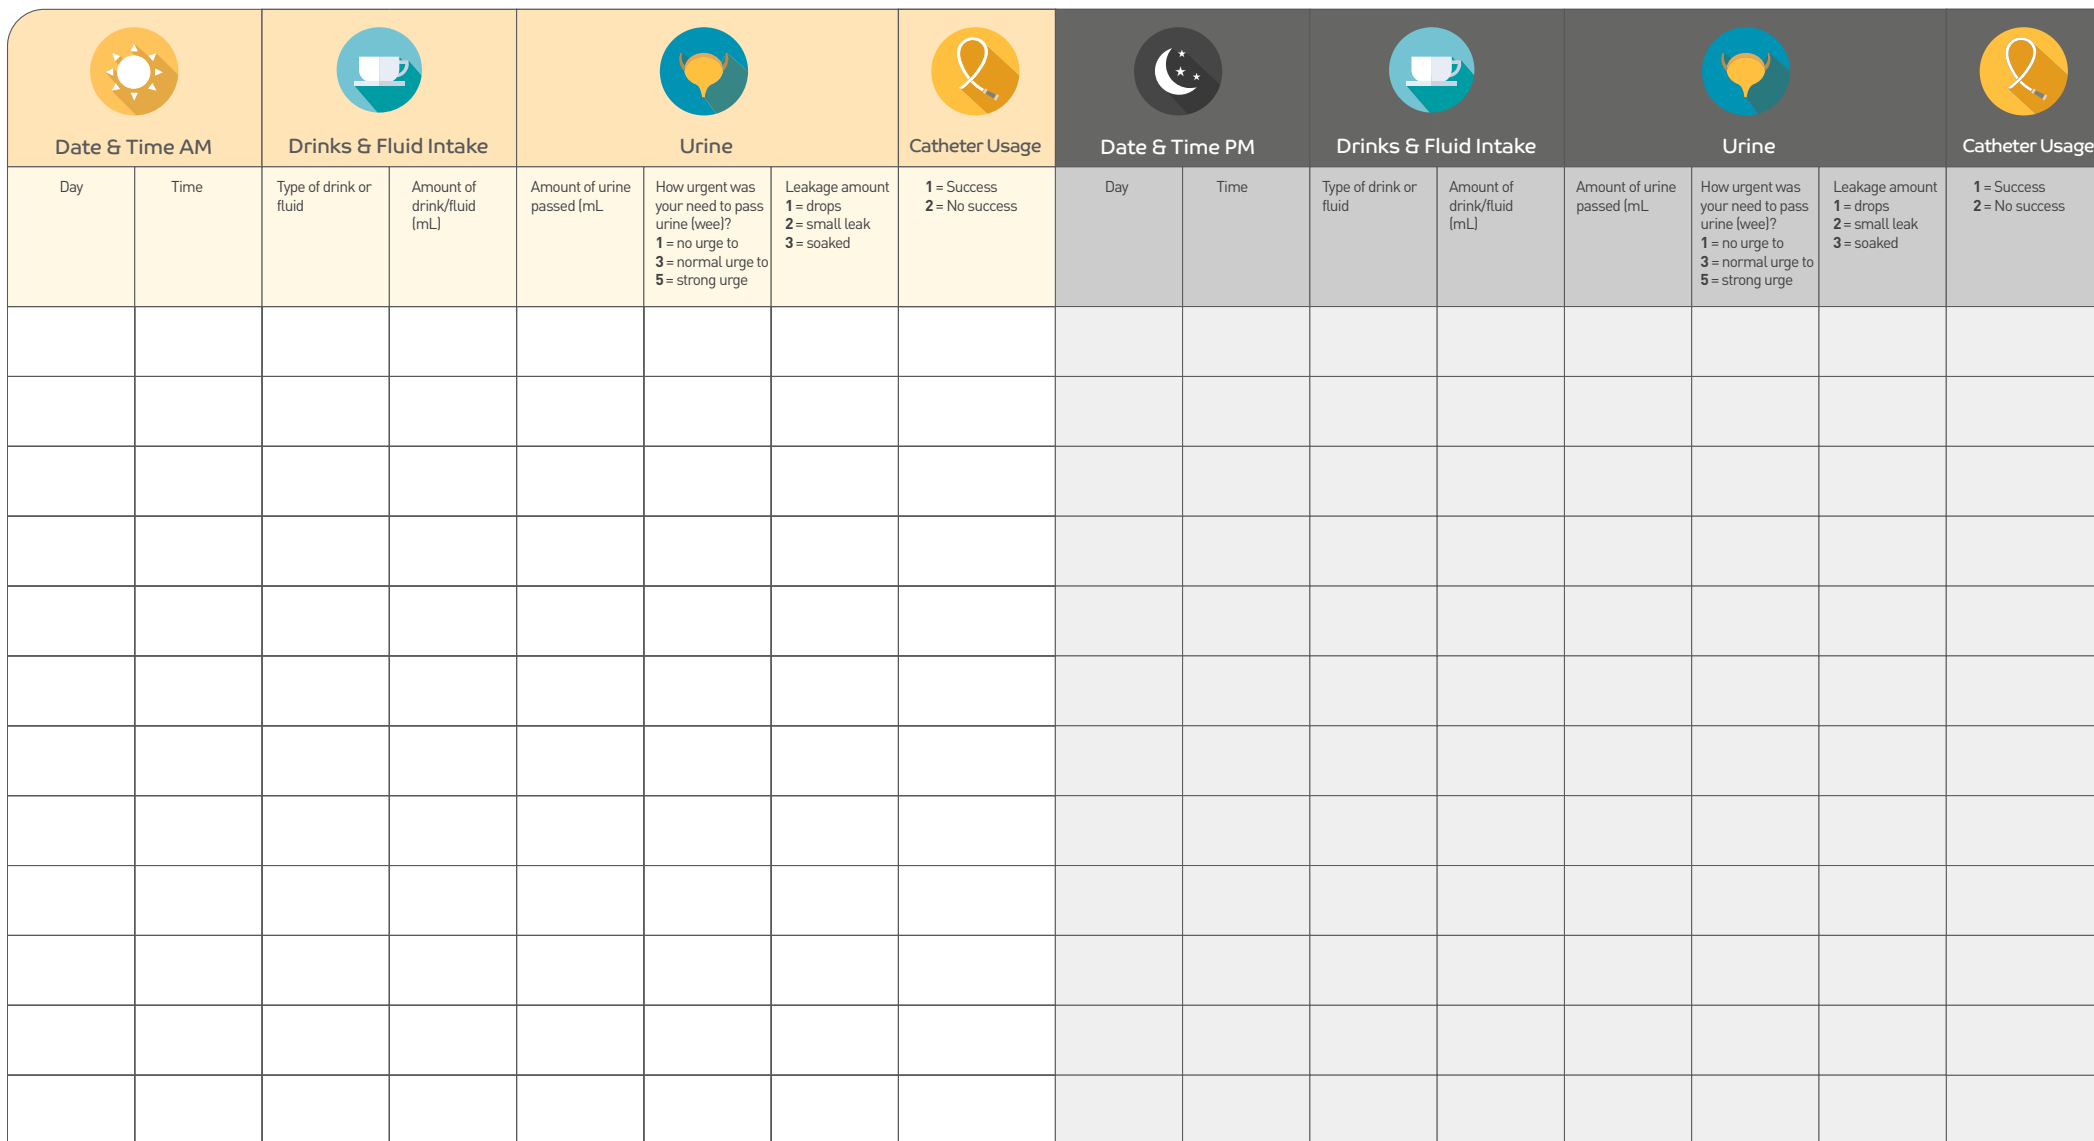 Date & Time AM
Drinks & Fluid Intake
Urine
Catheter Usage
Date & Time PM
Drinks & Fluid Intake
Urine
Catheter Usage
Day
Time
Type of drink or
fluid
Amount of
drink/fluid
(mL)
Amount of urine
passed (mL
How urgent was
your need to pass
urine (wee)?
1 = no urge to
3 = normal urge to
5 = strong urge
Leakage amount
1 = drops
2 = small leak
3 = soaked
1 = Success
2 = No success
Day
Time
Type of drink or
fluid
Amount of
drink/fluid
(mL)
Amount of urine
passed (mL
How urgent was
your need to pass
urine (wee)?
1 = no urge to
3 = normal urge to
5 = strong urge
Leakage amount
1 = drops
2 = small leak
3 = soaked
1 = Success
2 = No success